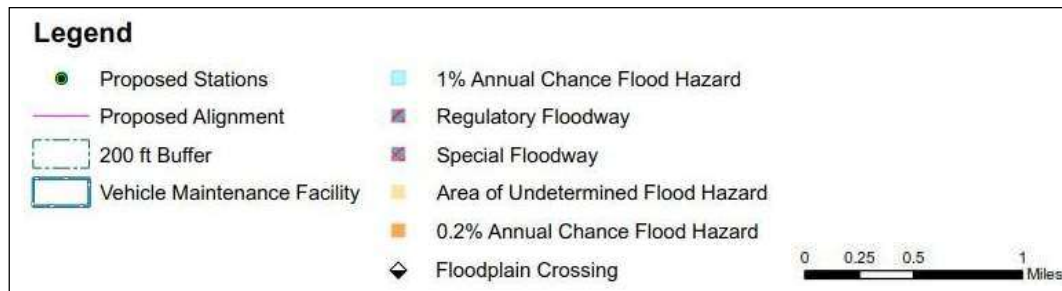 Legend
Proposed Stations
Proposed Alignment
200 ft Buffer
Vehicle Maintenance Facility
1% Annual Chance Flood Hazard
Regulatory Floodway
Special Floodway
Area of Undetermined Flood Hazard
0.2% Annual Chance Flood Hazard
Floodplain Crossing
0 0.25 0.5 1
Miles